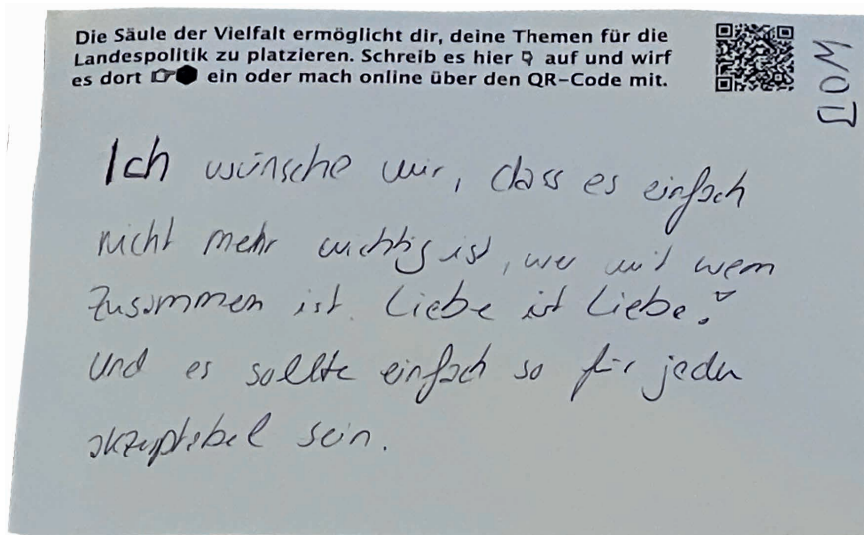 Die Säule der Vielfalt ermöglicht dir, deine Themen für die
Landespolitik zu platzieren. Schreib es hier auf und wirf
es dort ein oder mach online über den QR-Code mit.
Ich wünsche mir, dass es einfach
nicht mehr wichtig ist, wer mit wem
zusammen ist. Liebe ist Liebe!
Und es sollte einfach so für jeden
akzeptabel sein.